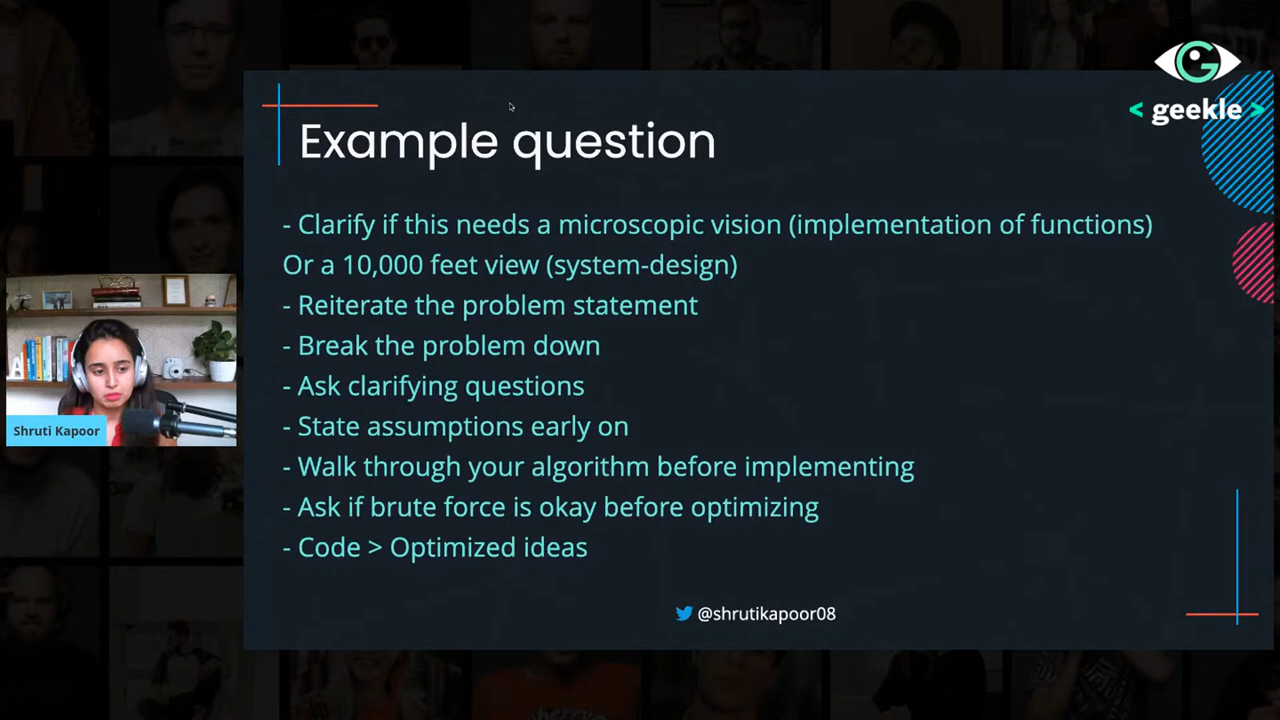 < geekle >
Example question
- Clarify if this needs a microscopic vision (implementation of functions)
Or a 10,000 feet view (system-design)
- Reiterate the problem statement
- Break the problem down
- Ask clarifying questions
- State assumptions early on
- Walk through your algorithm before implementing
- Ask if brute force is okay before optimizing
- Code > Optimized ideas
Shruti Kapoor
@shrutikapoor08